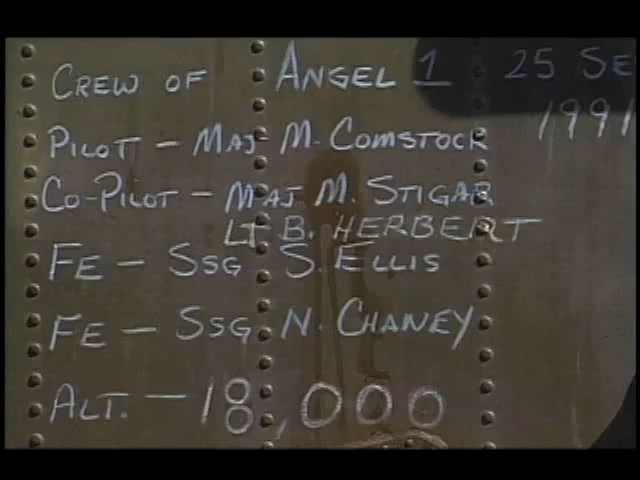 CREW OF ANGEL 1 25 SE
1991
PILOT - MAJ M. COMSTOCK
CO-PILOT - MAJ M. STIGAR
LT B. HERBERT
FE - SSG S. ELLIS
FE - SSG N. CHANEY
ALT. - 18,000